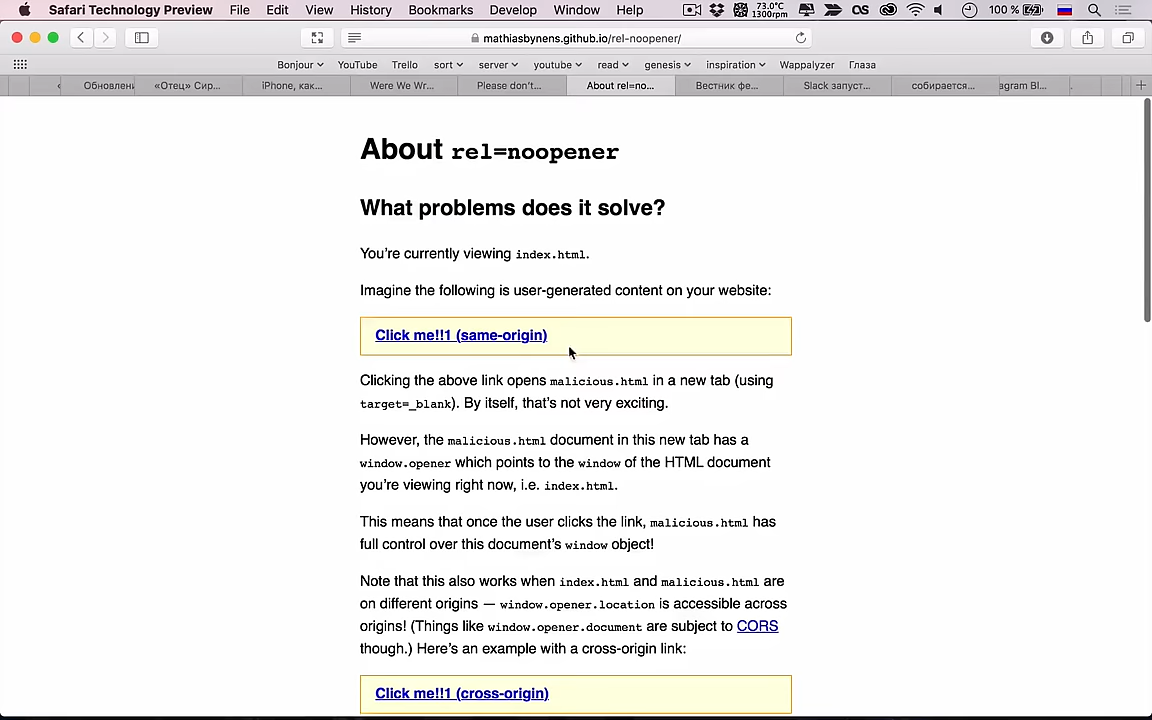 Safari Technology Preview File Edit View History Bookmarks Develop Window Help 73.0°C 1300rpm 100 %
mathiasbynens.github.io/rel-noopener/
Bonjour YouTube Trello sort server youtube read genesis inspiration Wappalyzer Глаза
Обновлени «Отец» Сир... iPhone, как... Were We Wr... Please don't... About rel=no... Вестник фе... Slack запуст... собирается... agram Bl...
About rel=noopener
What problems does it solve?
You're currently viewing index.html.
Imagine the following is user-generated content on your website:
Click me!!1 (same-origin)
Clicking the above link opens malicious.html in a new tab (using
target=_blank). By itself, that's not very exciting.
However, the malicious.html document in this new tab has a
window.opener which points to the window of the HTML document
you're viewing right now, i.e. index.html.
This means that once the user clicks the link, malicious.html has
full control over this document's window object!
Note that this also works when index.html and malicious.html are
on different origins — window.opener.location is accessible across
origins! (Things like window.opener.document are subject to CORS
though.) Here's an example with a cross-origin link:
Click me!!1 (cross-origin)